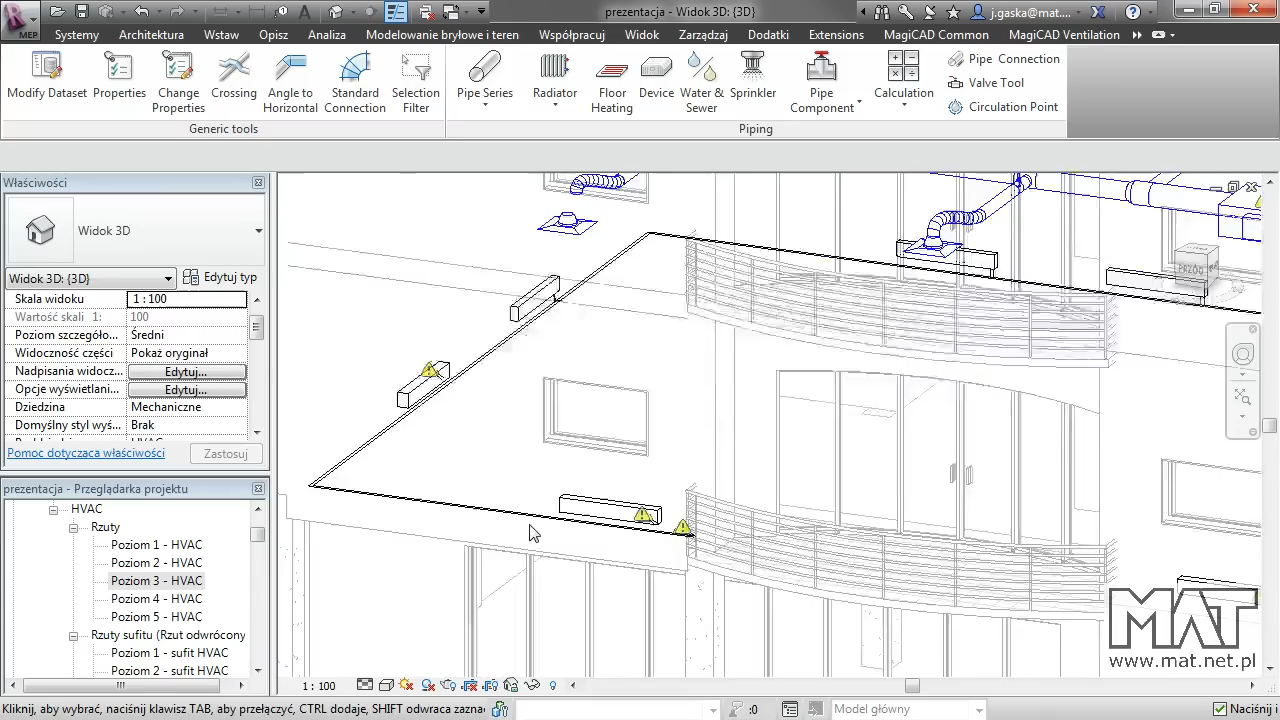 prezentacja - Widok 3D: {3D}
j.gaska@mat....
MEP
Systemy
Architektura
Wstaw
Opisz
Analiza
Modelowanie bryłowe i teren
Współpracuj
Widok
Zarządzaj
Dodatki
Extensions
MagiCAD Common
MagiCAD Ventilation
Modify Dataset
Properties
Change Properties
Crossing
Angle to Horizontal
Standard Connection
Selection Filter
Pipe Series
Radiator
Floor Heating
Device
Water & Sewer
Sprinkler
Pipe Component
Calculation
Pipe Connection
Valve Tool
Circulation Point
Generic tools
Piping
Właściwości
Widok 3D
Widok 3D: {3D}
Edytuj typ
Skala widoku
1 : 100
Wartość skali 1:
100
Poziom szczegóło...
Średni
Widoczność części
Pokaż oryginał
Nadpisania widocz...
Edytuj...
Opcje wyświetlani...
Edytuj...
Dziedzina
Mechaniczne
Domyślny styl wyś...
Brak
Pomoc dotycząca właściwości
Zastosuj
prezentacja - Przeglądarka projektu
HVAC
Rzuty
Poziom 1 - HVAC
Poziom 2 - HVAC
Poziom 3 - HVAC
Poziom 4 - HVAC
Poziom 5 - HVAC
Rzuty sufitu (Rzut odwrócony
Poziom 1 - sufit HVAC
Poziom 2 - sufit HVAC
MAT
www.mat.net.pl
1 : 100
Kliknij, aby wybrać, naciśnij klawisz TAB, aby przełączyć, CTRL dodaje, SHIFT odwraca zaznac
:0
Model główny
Naciśnij i